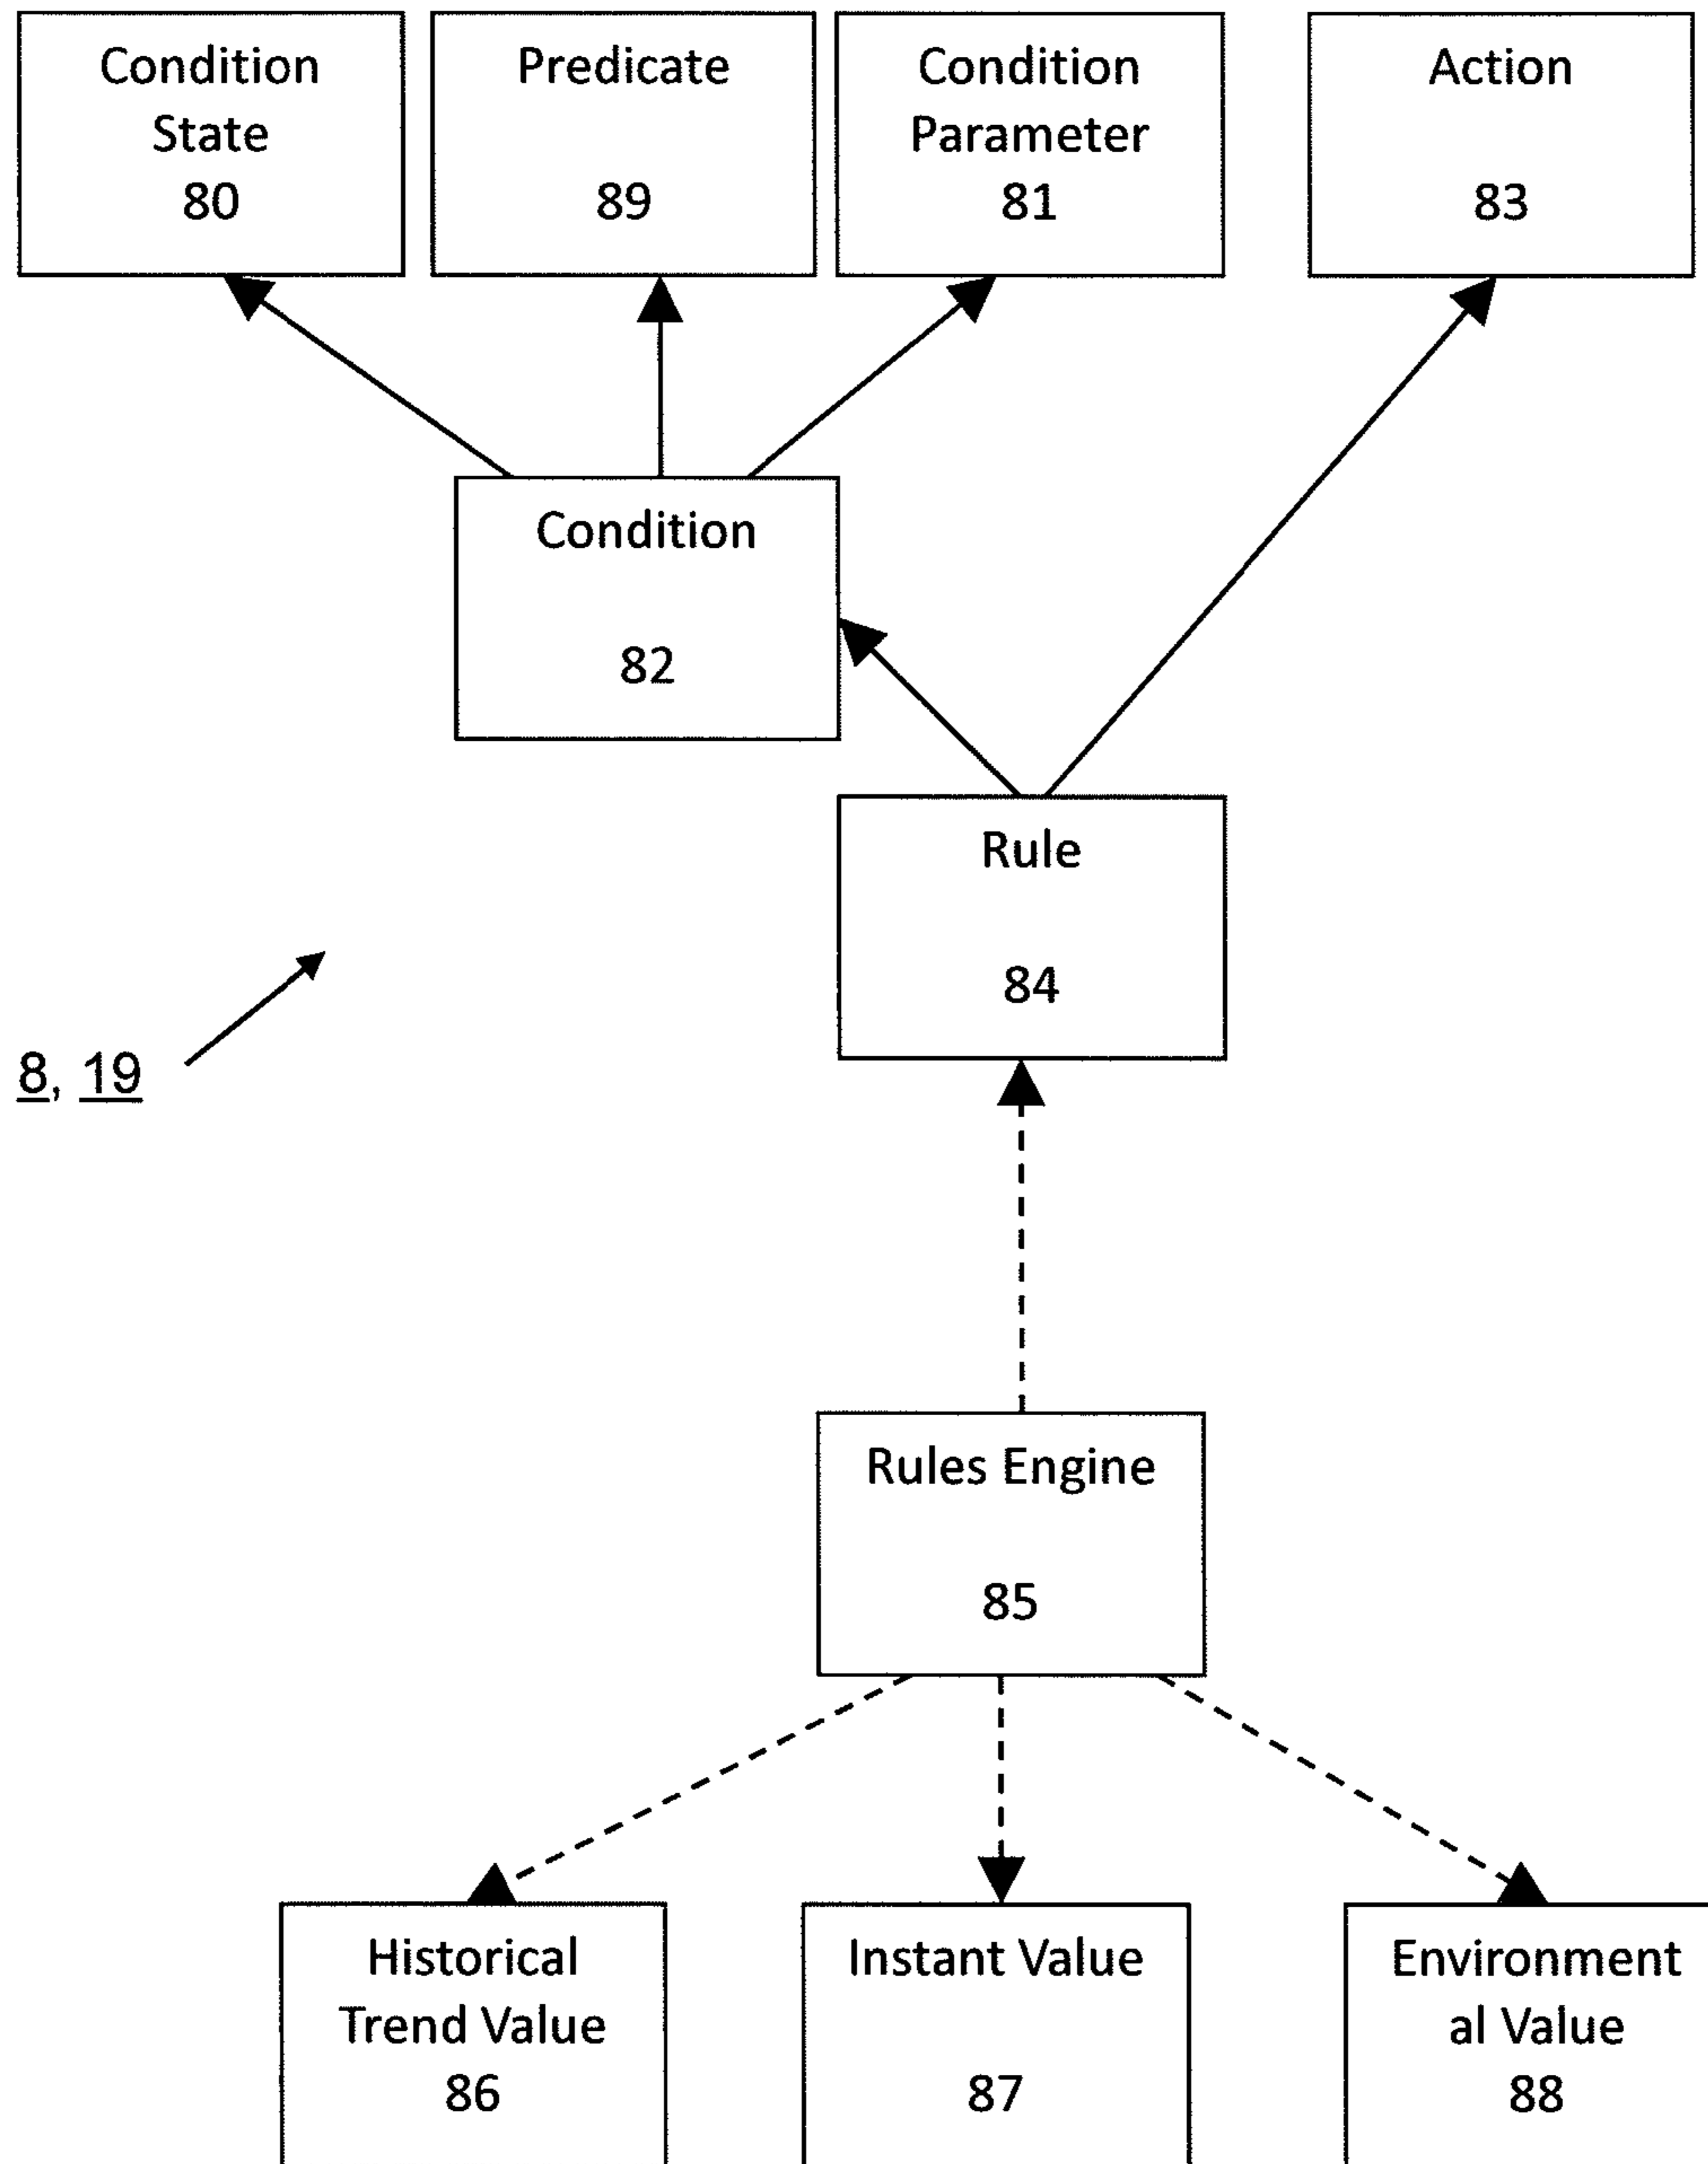 Condition
State
80
Predicate
89
Condition
Parameter
81
Action
83
Condition
82
Rule
84
8, 19
Rules Engine
85
Historical
Trend Value
86
Instant Value
87
Environment
al Value
88